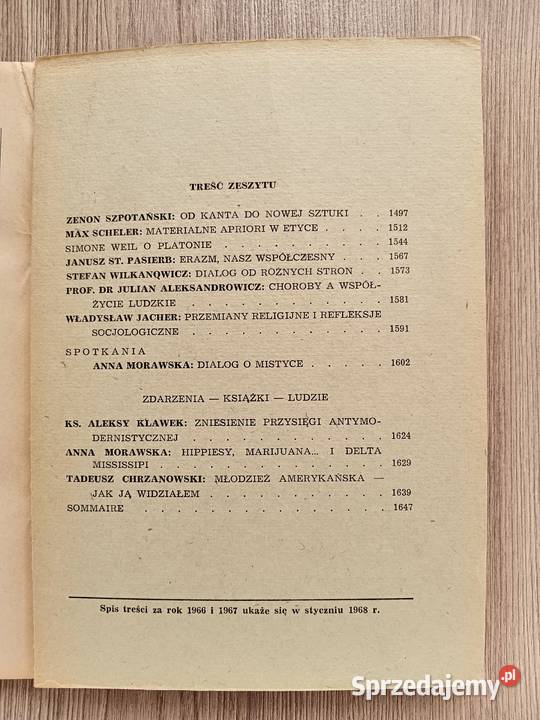 TREŚĆ ZESZYTU
ZENON SZPOTAŃSKI: OD KANTA DO NOWEJ SZTUKI . . 1497
MAX SCHELER: MATERIALNE APRIORI W ETYCE . . . 1512
SIMONE WEIL O PLATONIE . . . . . . . . 1544
JANUSZ ST. PASIERB: ERAZM, NASZ WSPÓŁCZESNY . . 1567
STEFAN WILKANOWICZ: DIALOG OD RÓŻNYCH STRON . . 1573
PROF. DR JULIAN ALEKSANDROWICZ: CHOROBY A WSPÓŁ-
ŻYCIE LUDZKIE . . . . . . . . . . 1581
WŁADYSŁAW JACHER: PRZEMIANY RELIGIJNE I REFLEKSJE
SOCJOLOGICZNE . . . . . . . . . . 1591
SPOTKANIA
ANNA MORAWSKA: DIALOG O MISTYCE . . . . . 1602
ZDARZENIA — KSIĄŻKI — LUDZIE
KS. ALEKSY KLAWEK: ZNIESIENIE PRZYSIĘGI ANTYMO-
DERNISTYCZNEJ . . . . . . . . . . 1624
ANNA MORAWSKA: HIPPIESY, MARIJUANA... I DELTA
MISSISSIPI . . . . . . . . . . . 1629
TADEUSZ CHRZANOWSKI: MŁODZIEŻ AMERYKAŃSKA —
JAK JĄ WIDZIAŁEM . . . . . . . . . 1639
SOMMAIRE . . . . . . . . . . . . 1647
Spis treści za rok 1966 i 1967 ukaże się w styczniu 1968 r.
Sprzedajemy.pl